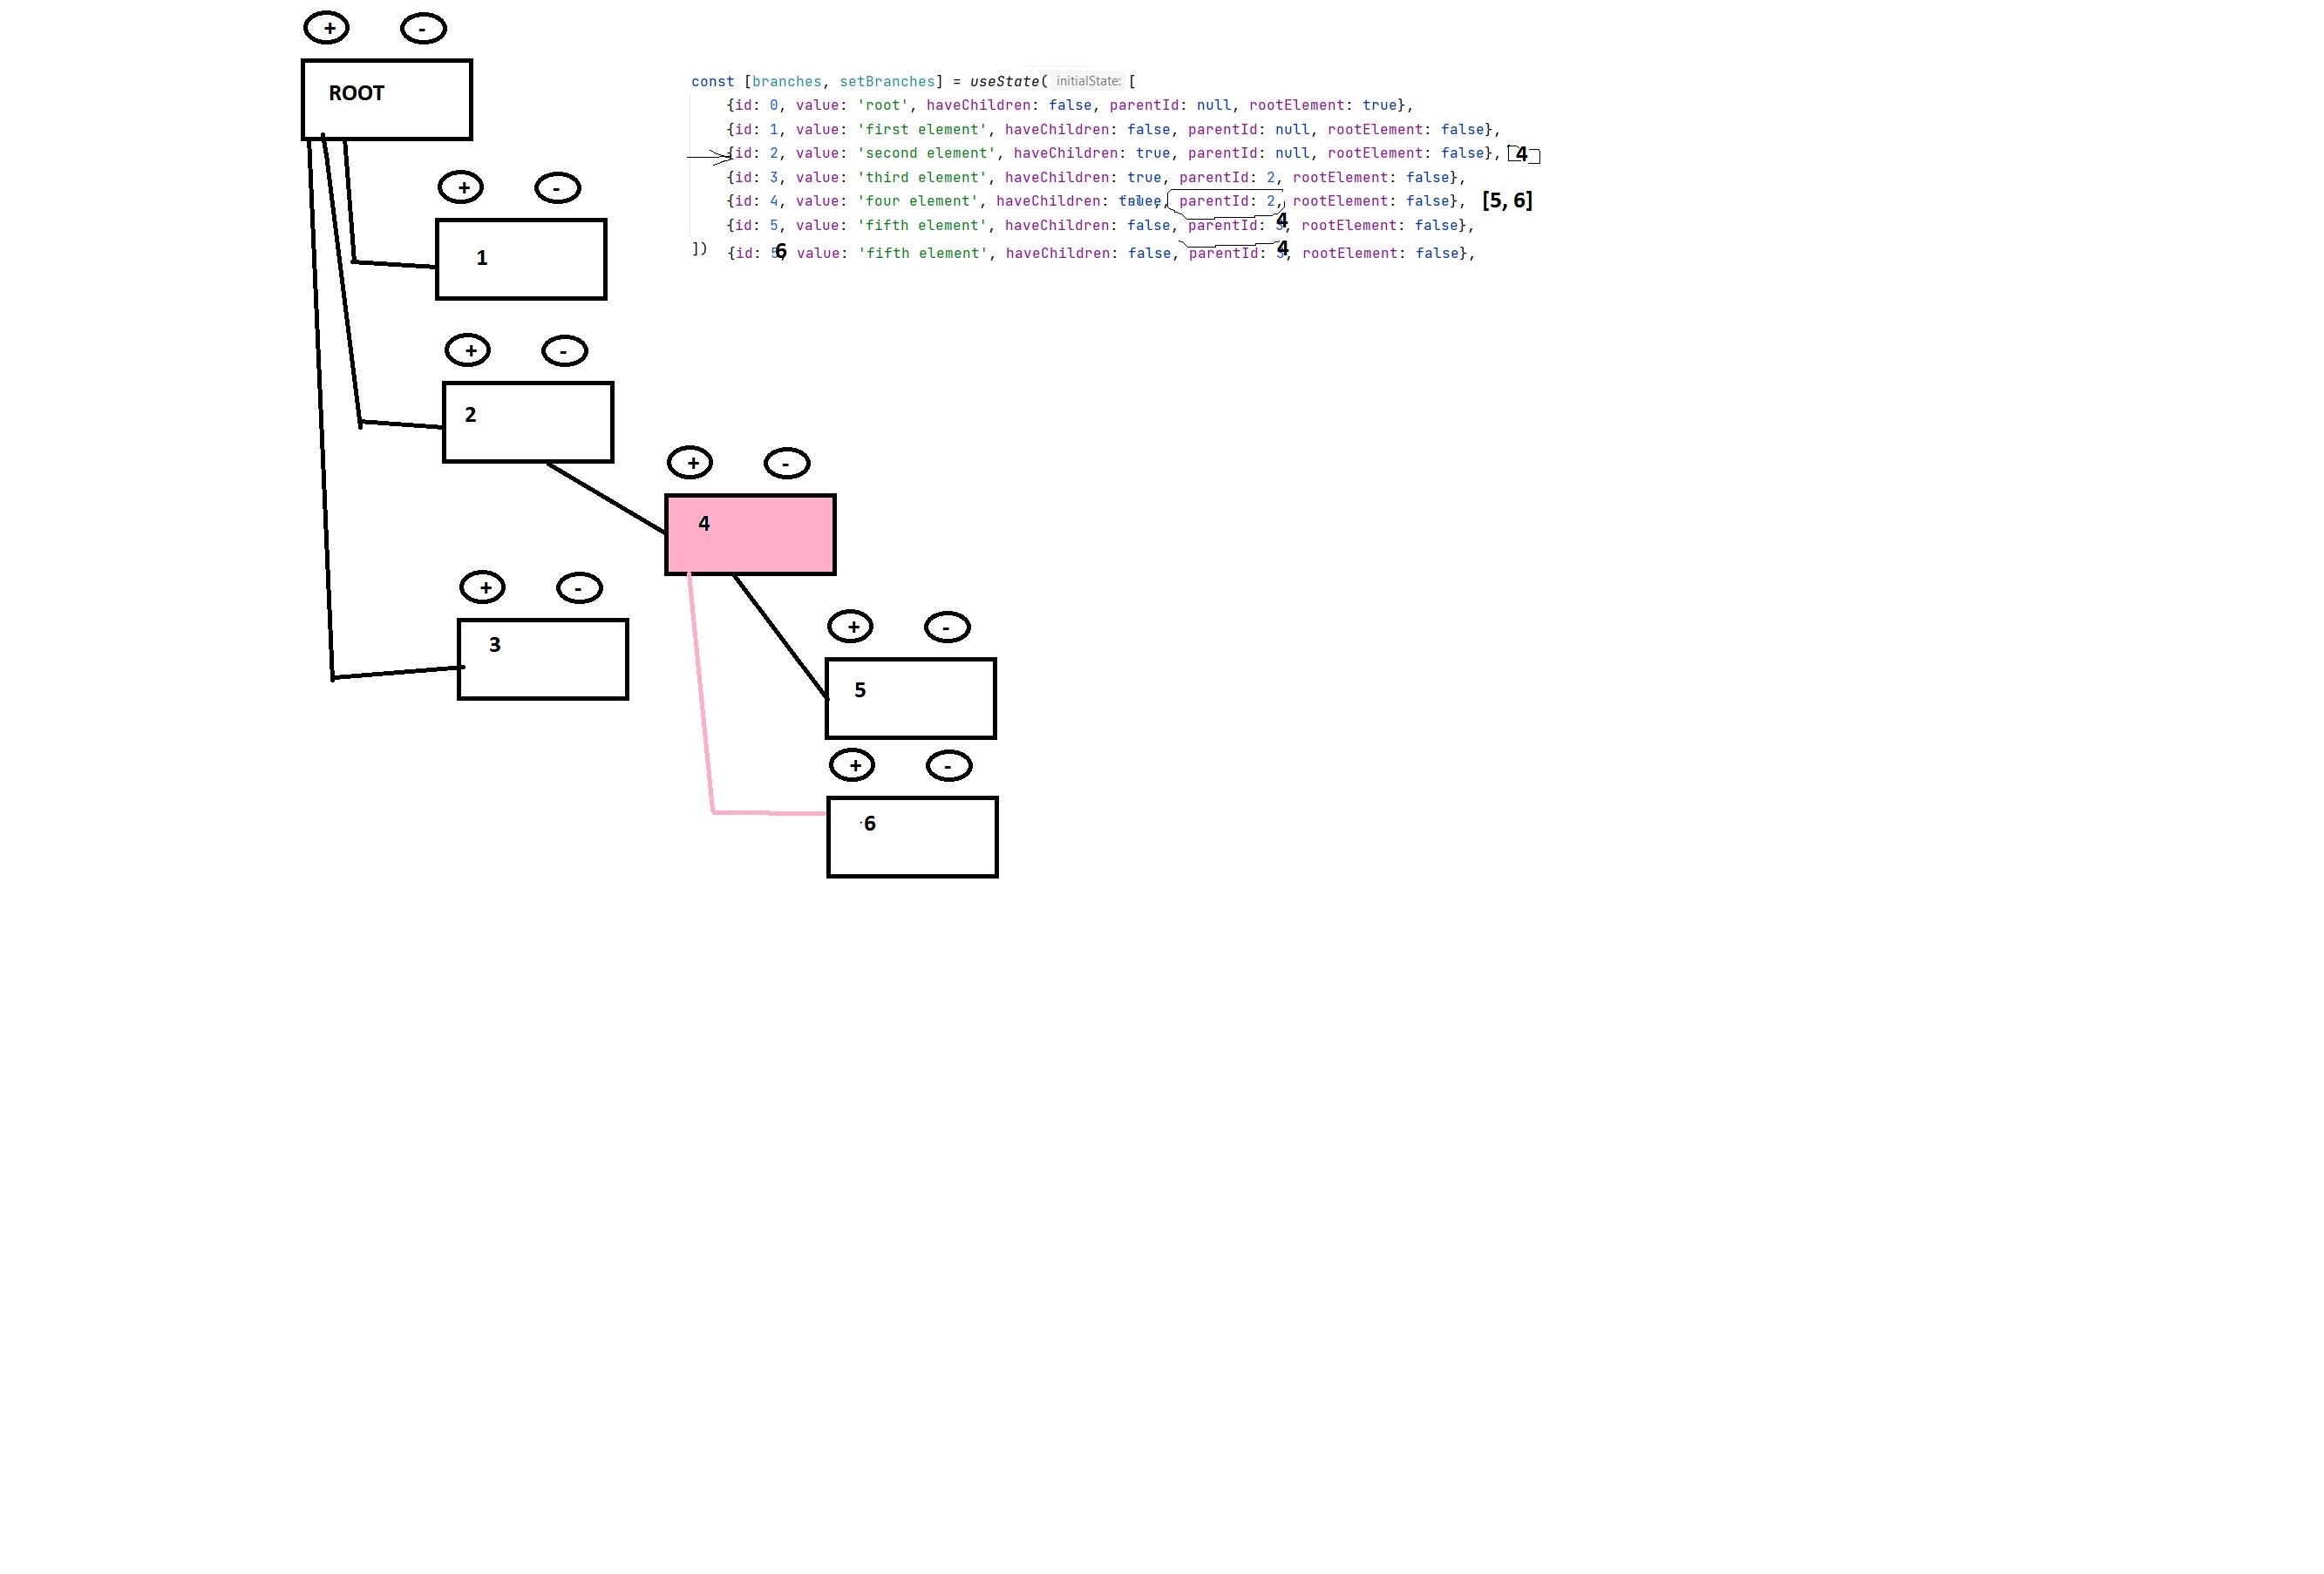 + -
ROOT
const [branches, setBranches] = useState( initialState: [
{id: 0, value: 'root', haveChildren: false, parentId: null, rootElement: true},
{id: 1, value: 'first element', haveChildren: false, parentId: null, rootElement: false},
{id: 2, value: 'second element', haveChildren: true, parentId: null, rootElement: false}, [4]
{id: 3, value: 'third element', haveChildren: true, parentId: 2, rootElement: false},
{id: 4, value: 'four element', haveChildren: true, parentId: 2, rootElement: false}, [5, 6]
{id: 5, value: 'fifth element', haveChildren: false, parentId: 4, rootElement: false},
]) {id: 6, value: 'fifth element', haveChildren: false, parentId: 4, rootElement: false},
+ -
1
+ -
2
+ -
4
+ -
3
+ -
5
+ -
6